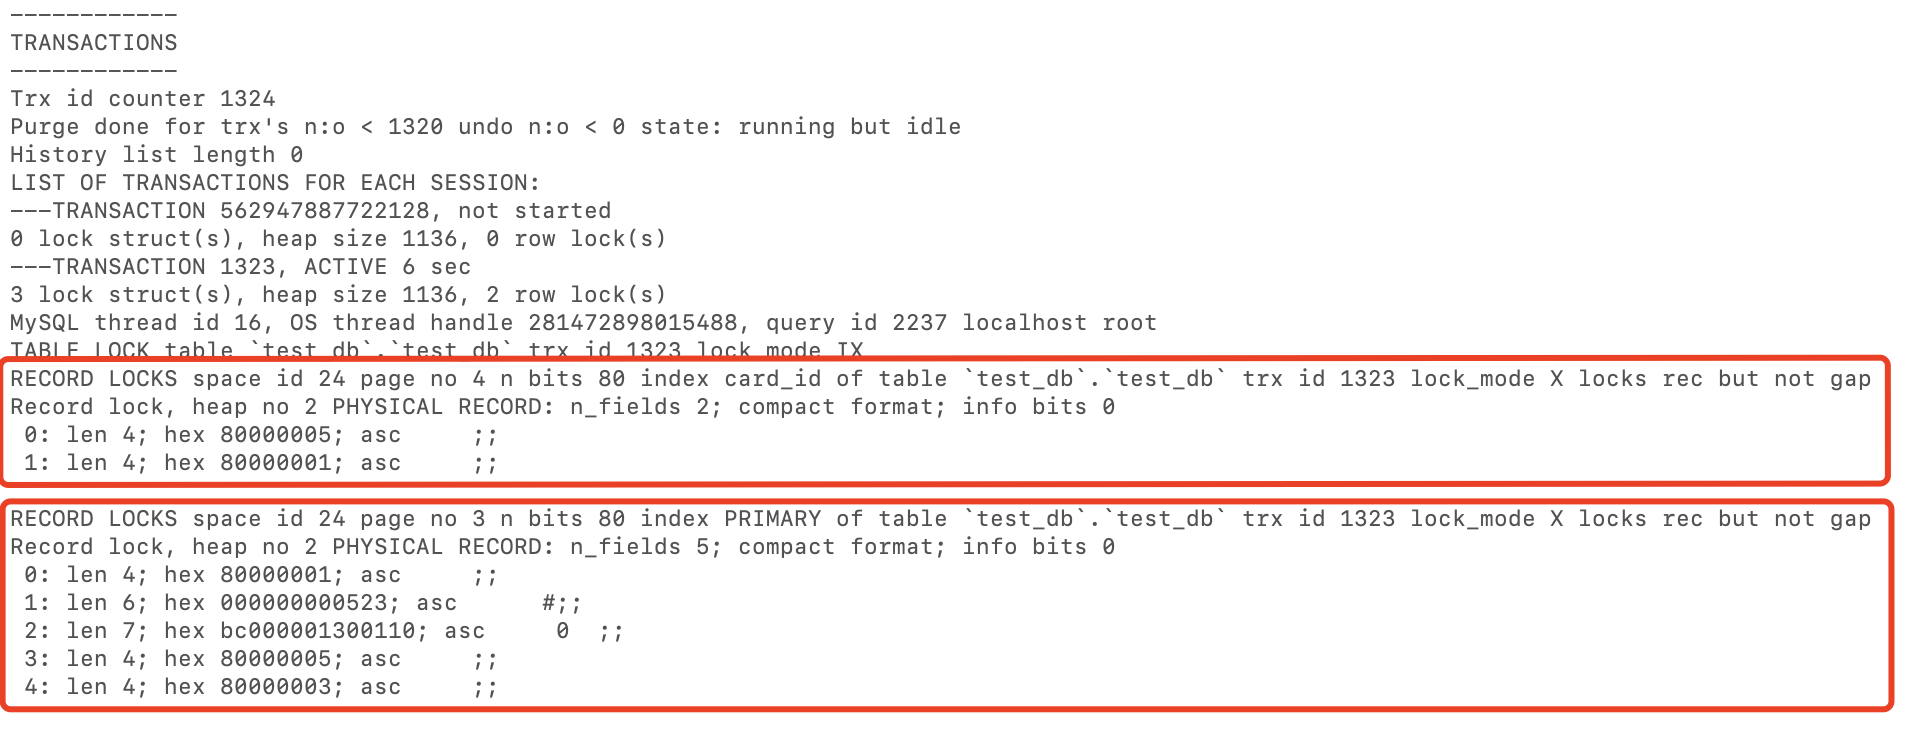 ------------
TRANSACTIONS
------------
Trx id counter 1324
Purge done for trx's n:o < 1320 undo n:o < 0 state: running but idle
History list length 0
LIST OF TRANSACTIONS FOR EACH SESSION:
---TRANSACTION 562947887722128, not started
0 lock struct(s), heap size 1136, 0 row lock(s)
---TRANSACTION 1323, ACTIVE 6 sec
3 lock struct(s), heap size 1136, 2 row lock(s)
MySQL thread id 16, OS thread handle 281472898015488, query id 2237 localhost root
TABLE LOCK table `test_db`.`test_db` trx id 1323 lock mode IX
RECORD LOCKS space id 24 page no 4 n bits 80 index card_id of table `test_db`.`test_db` trx id 1323 lock_mode X locks rec but not gap
Record lock, heap no 2 PHYSICAL RECORD: n_fields 2; compact format; info bits 0
 0: len 4; hex 80000005; asc     ;;
 1: len 4; hex 80000001; asc     ;;
RECORD LOCKS space id 24 page no 3 n bits 80 index PRIMARY of table `test_db`.`test_db` trx id 1323 lock_mode X locks rec but not gap
Record lock, heap no 2 PHYSICAL RECORD: n_fields 5; compact format; info bits 0
 0: len 4; hex 80000001; asc     ;;
 1: len 6; hex 000000000523; asc      #;;
 2: len 7; hex bc000001300110; asc     0  ;;
 3: len 4; hex 80000005; asc     ;;
 4: len 4; hex 80000003; asc     ;;